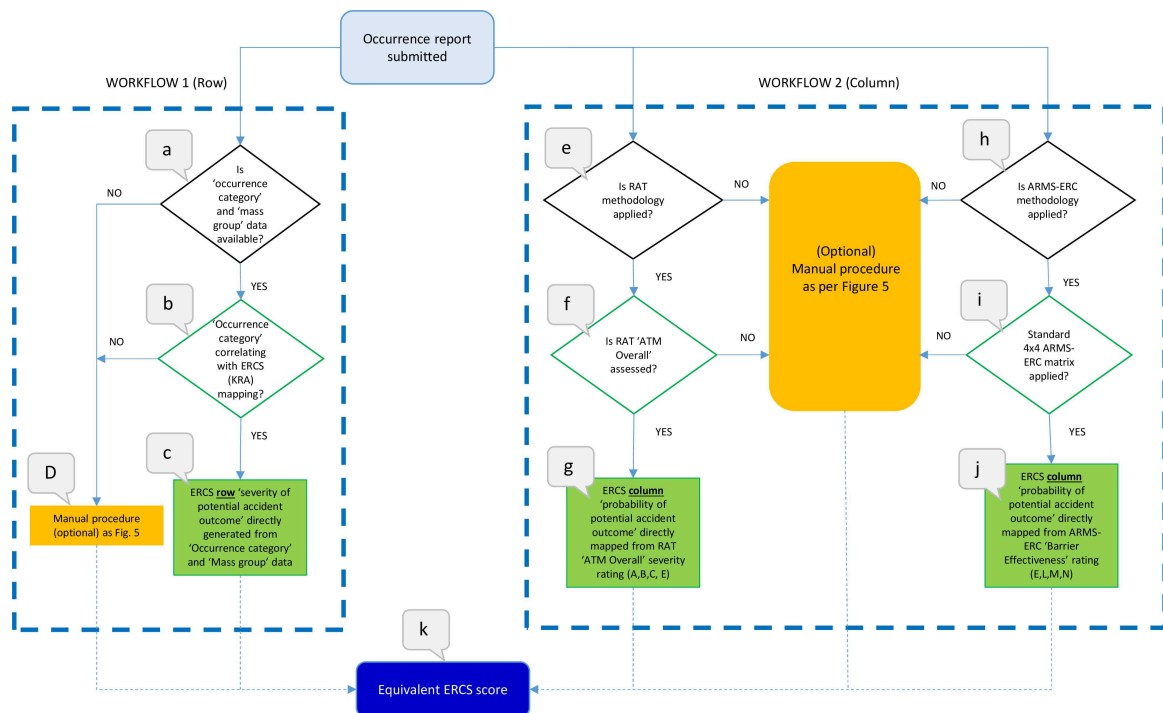 Occurrence report
submitted
WORKFLOW 1 (Row)
WORKFLOW 2 (Column)
a
Is
‘occurrence
category’
and ‘mass
group’ data
available?
NO
YES
b
‘Occurrence
category’
correlating
with ERCS
(KRA)
mapping?
NO
YES
c
ERCS row ‘severity of
potential accident
outcome’ directly
generated from
‘Occurrence category’
and ‘Mass group’ data
D
Manual procedure
(optional) as Fig. 5
e
Is RAT
methodology
applied?
NO
YES
f
Is RAT ‘ATM
Overall’
assessed?
NO
YES
g
ERCS column
‘probability of
potential accident
outcome’ directly
mapped from RAT
‘ATM Overall’ severity
rating (A,B,C, E)
(Optional)
Manual procedure
as per Figure 5
h
Is ARMS-ERC
methodology
applied?
NO
YES
i
Standard
4x4 ARMS-
ERC matrix
applied?
NO
YES
j
ERCS column
‘probability of
potential accident
outcome’ directly
mapped from ARMS-
ERC ‘Barrier
Effectiveness’ rating
(E,L,M,N)
k
Equivalent ERCS score